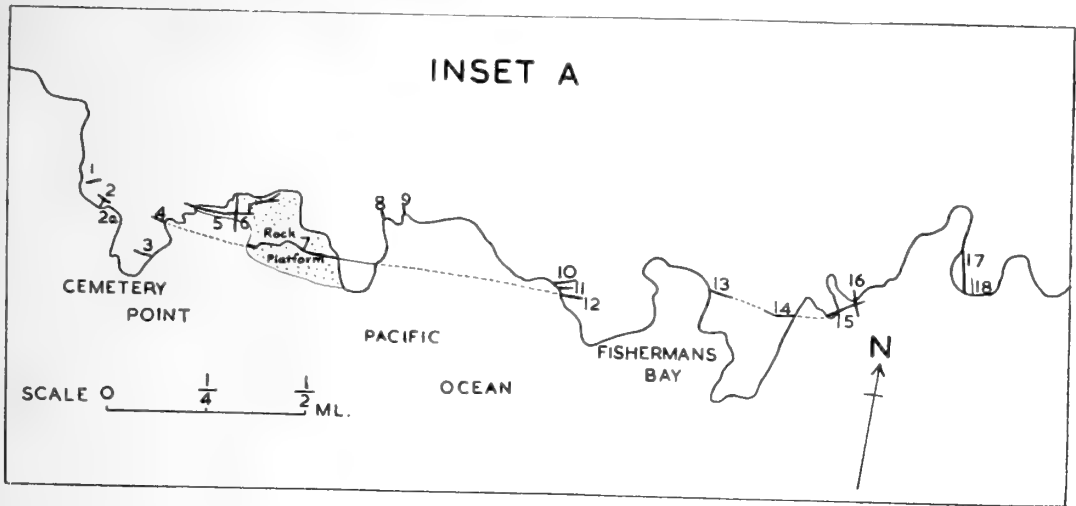 INSET A
1
2
2a
3
4
5
6
Rock
7
Platform
8
9
10
11
12
13
14
15
16
17
18
CEMETERY
POINT
PACIFIC
OCEAN
FISHERMANS
BAY
N
SCALE 0 1/4 1/2 ML.